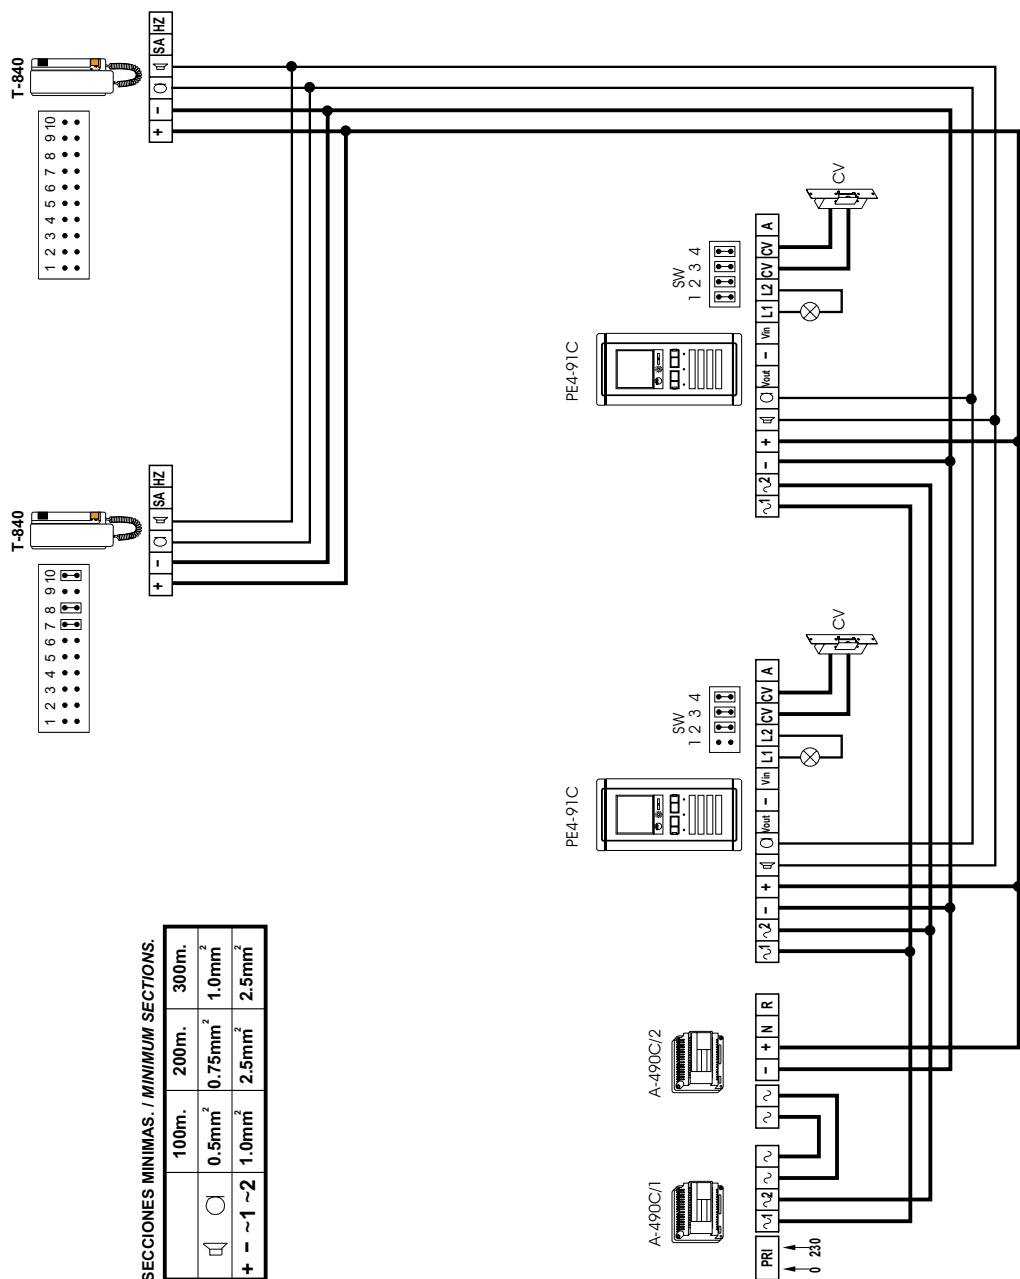 SECCIONES MINIMAS. / MINIMUM SECTIONS.
100m. 200m. 300m.
0.5mm² 0.75mm² 1.0mm²
+ - ~1 ~2 1.0mm² 2.5mm² 2.5mm²
T-840
1 2 3 4 5 6 7 8 9 10
+ - SA HZ
T-840
1 2 3 4 5 6 7 8 9 10
+ - SA HZ
A-490C/1
PRI ~1 ~2 ~ ~
0 230
A-490C/2
~ ~ - + N R
PE4-91C
SW
1 2 3 4
~1 ~2 - + Vout - Vin L1 L2 CV CV A
CV
PE4-91C
SW
1 2 3 4
~1 ~2 - + Vout - Vin L1 L2 CV CV A
CV